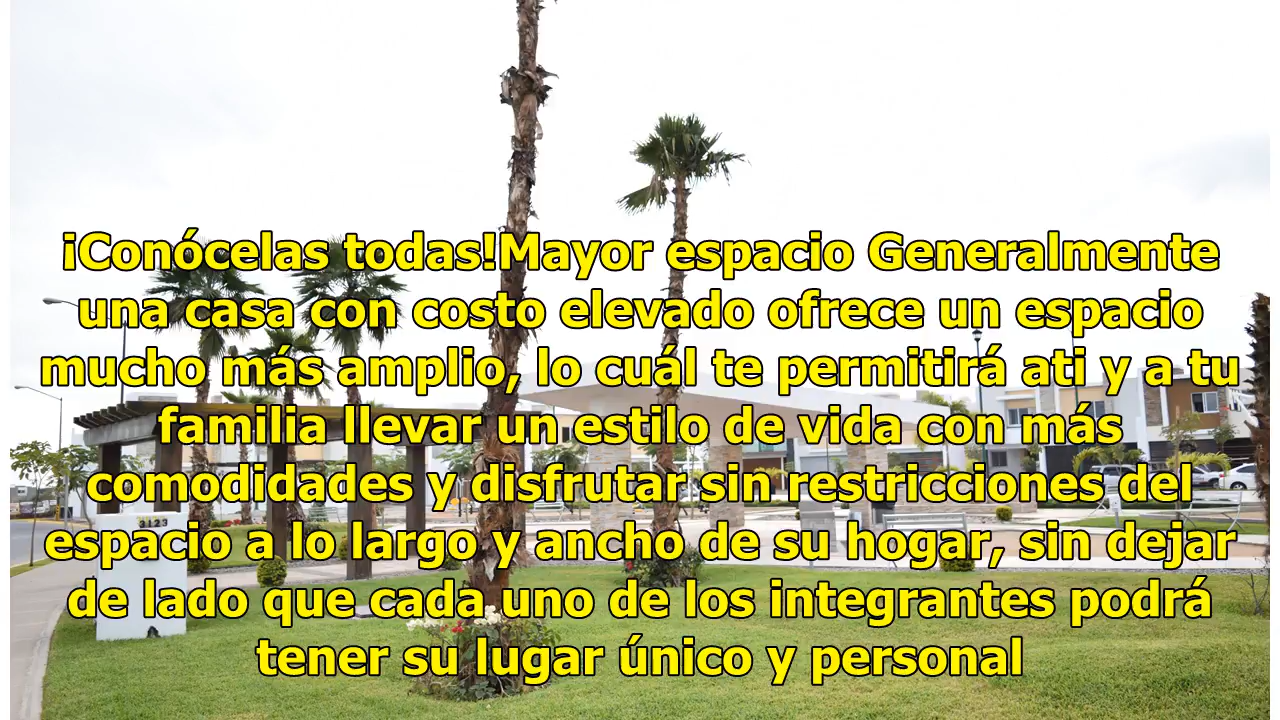 ¡Conócelas todas!Mayor espacio Generalmente
una casa con costo elevado ofrece un espacio
mucho más amplio, lo cuál te permitirá ati y a tu
familia llevar un estilo de vida con más
comodidades y disfrutar sin restricciones del
espacio a lo largo y ancho de su hogar, sin dejar
de lado que cada uno de los integrantes podrá
tener su lugar único y personal
3123